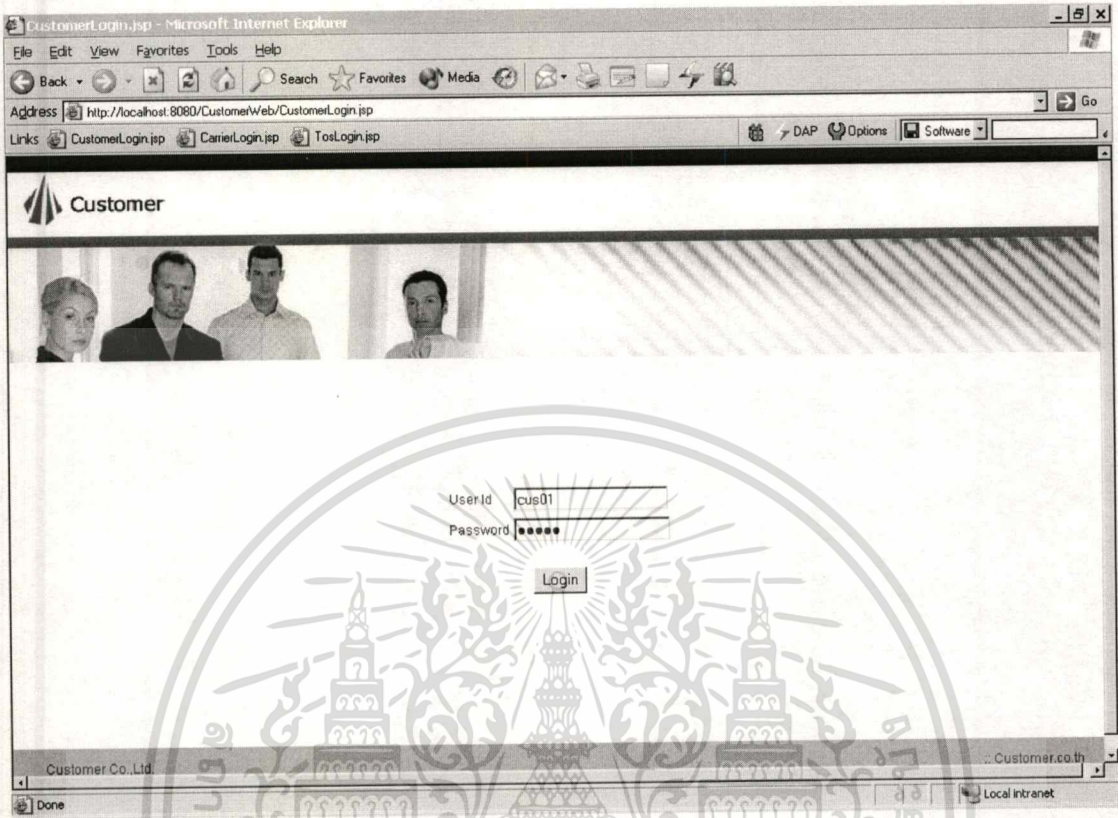 CustomerLogin.jsp - Microsoft Internet Explorer
File Edit View Favorites Tools Help
Back Search Favorites Media
Address http://localhost:8080/CustomerWeb/CustomerLogin.jsp Go
Links CustomerLogin.jsp CarrierLogin.jsp TosLogin.jsp DAP Options Software
Customer
User Id cus01
Password •••••
Login
Customer Co.,Ltd. :: Customer.co.th
Done Local intranet